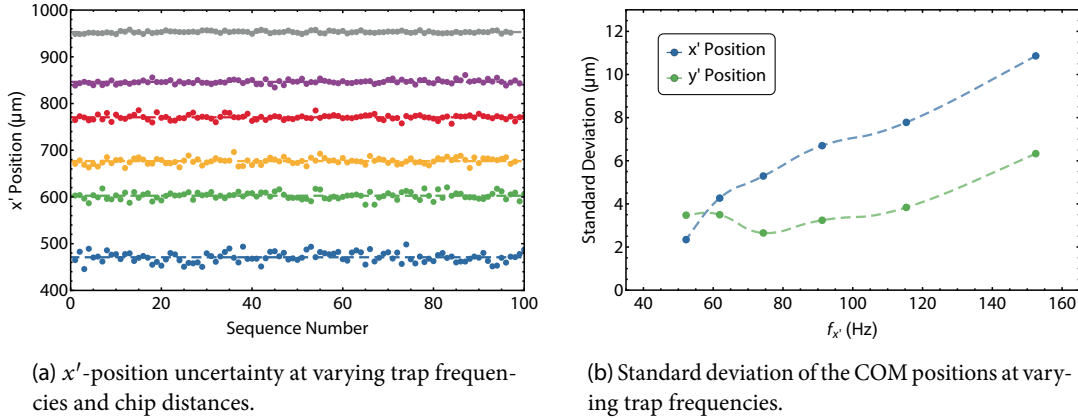 1000
900
800
700
600
500
400
x′ Position (μm)
0
20
40
60
80
100
Sequence Number
12
10
8
6
4
2
0
Standard Deviation (μm)
x' Position
y' Position
40
60
80
100
120
140
160
fx' (Hz)
(a) x′-position uncertainty at varying trap frequen-
cies and chip distances.
(b) Standard deviation of the COM positions at vary-
ing trap frequencies.